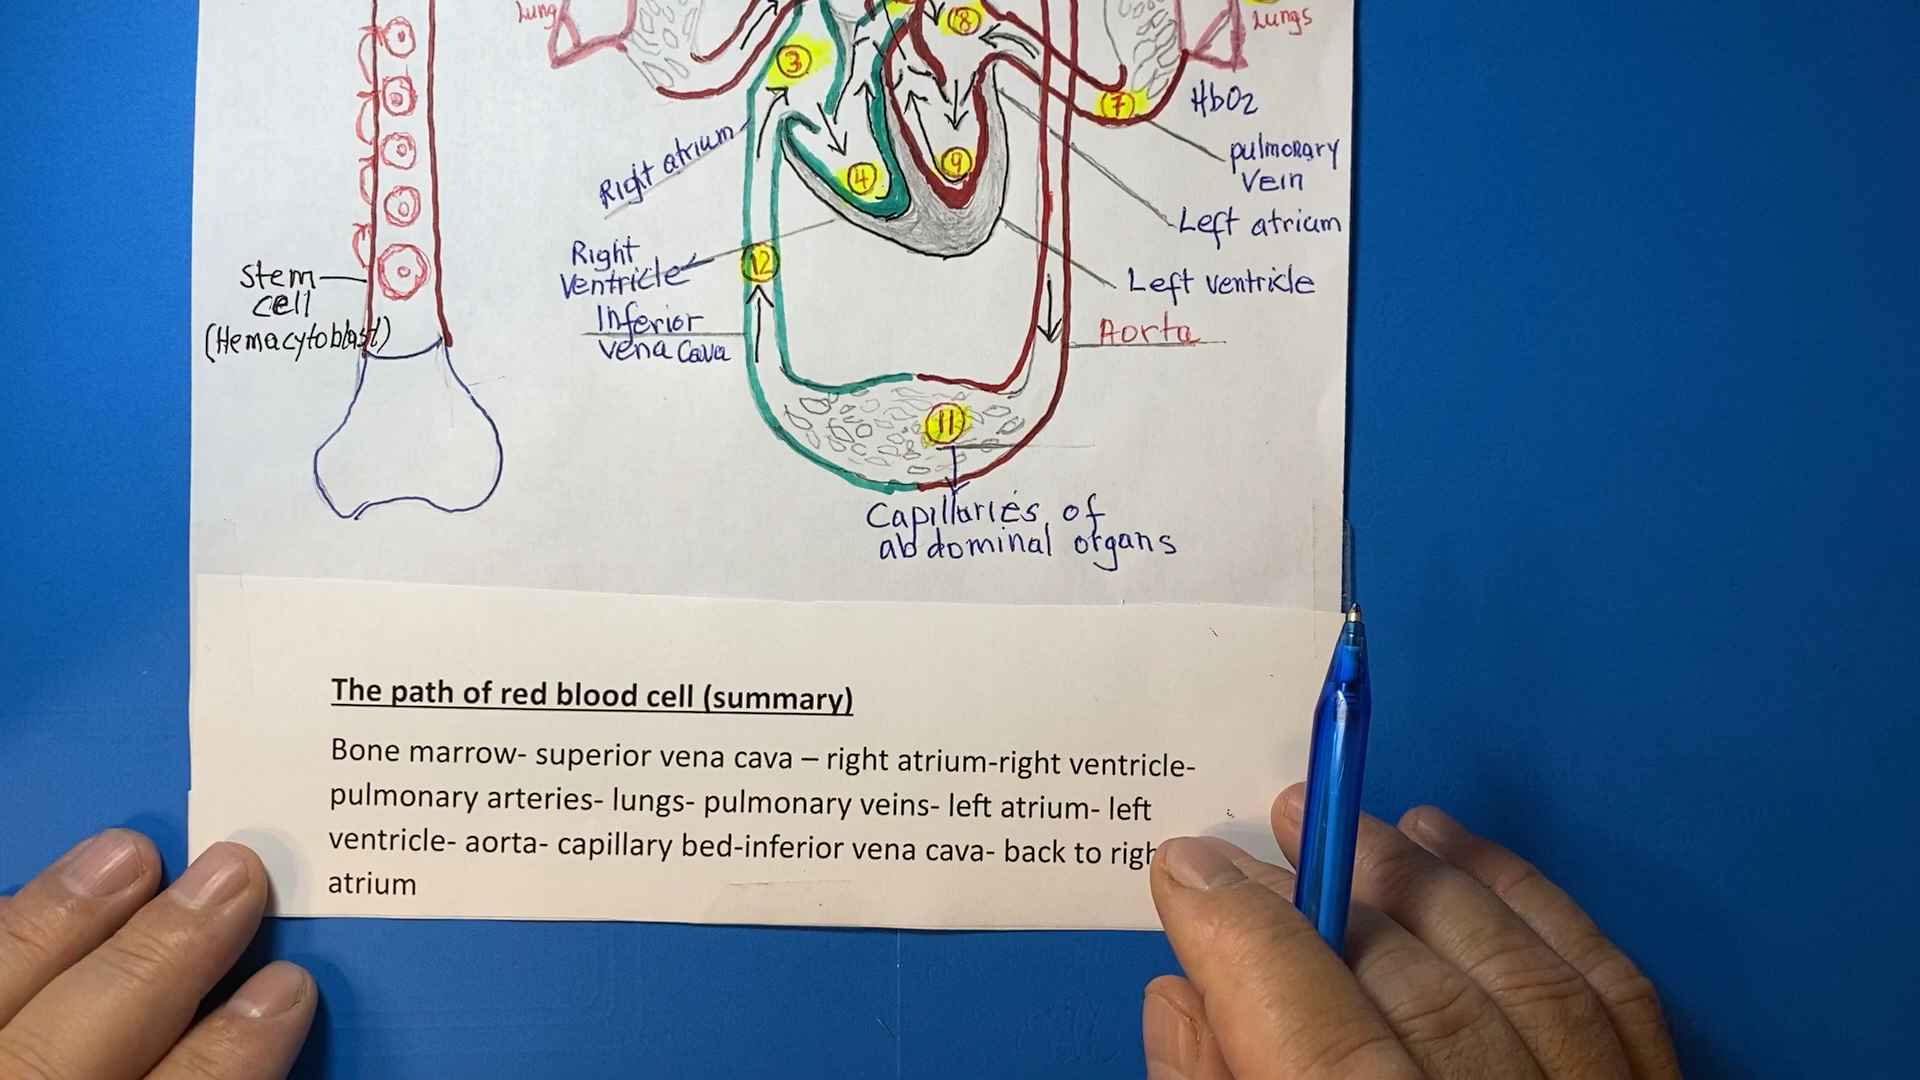 Lung
Lungs
8
3
7
HbO2
Right atrium
pulmonary
Vein
4
9
Left atrium
Right
Ventricle
12
Left ventricle
Stem
cell
(Hemacytoblast)
Inferior
Vena Cava
Aorta
11
Capillaries of
abdominal organs
The path of red blood cell (summary)
Bone marrow- superior vena cava – right atrium-right ventricle-
pulmonary arteries- lungs- pulmonary veins- left atrium- left
ventricle- aorta- capillary bed-inferior vena cava- back to righ
atrium